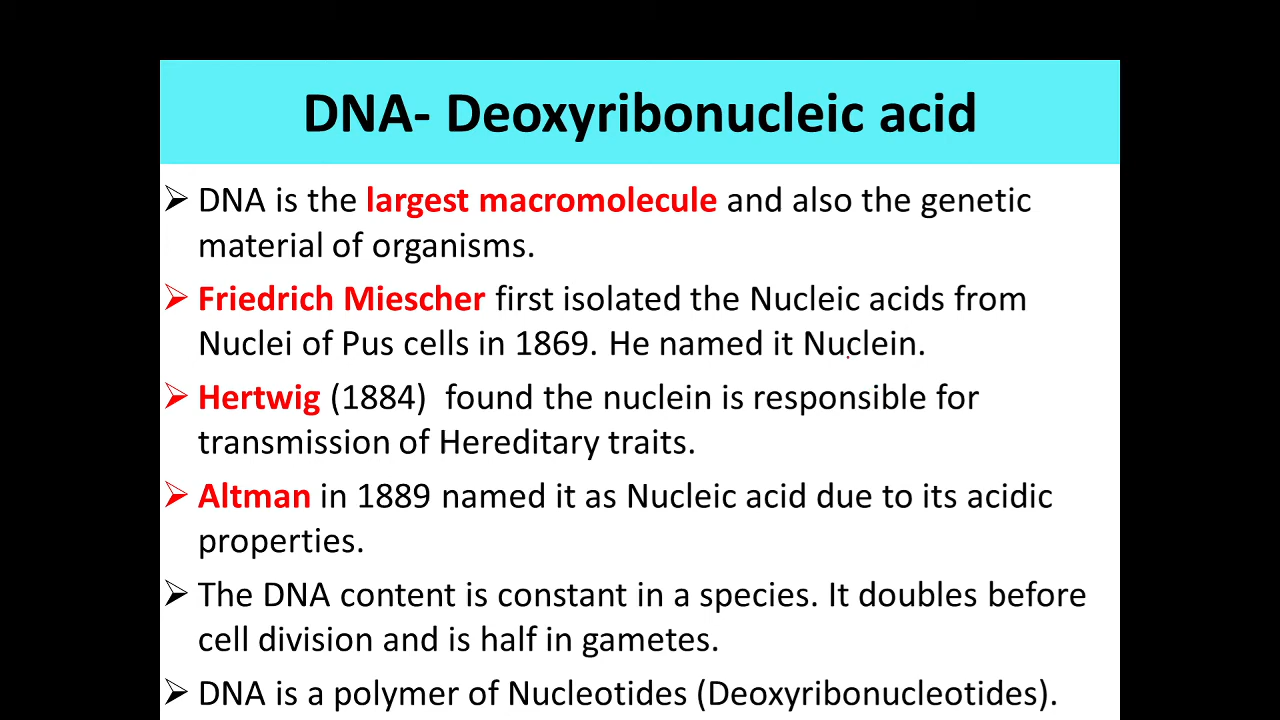 DNA- Deoxyribonucleic acid
➢ DNA is the largest macromolecule and also the genetic
material of organisms.
➢ Friedrich Miescher first isolated the Nucleic acids from
Nuclei of Pus cells in 1869. He named it Nuclein.
➢ Hertwig (1884)  found the nuclein is responsible for
transmission of Hereditary traits.
➢ Altman in 1889 named it as Nucleic acid due to its acidic
properties.
➢ The DNA content is constant in a species. It doubles before
cell division and is half in gametes.
➢ DNA is a polymer of Nucleotides (Deoxyribonucleotides).